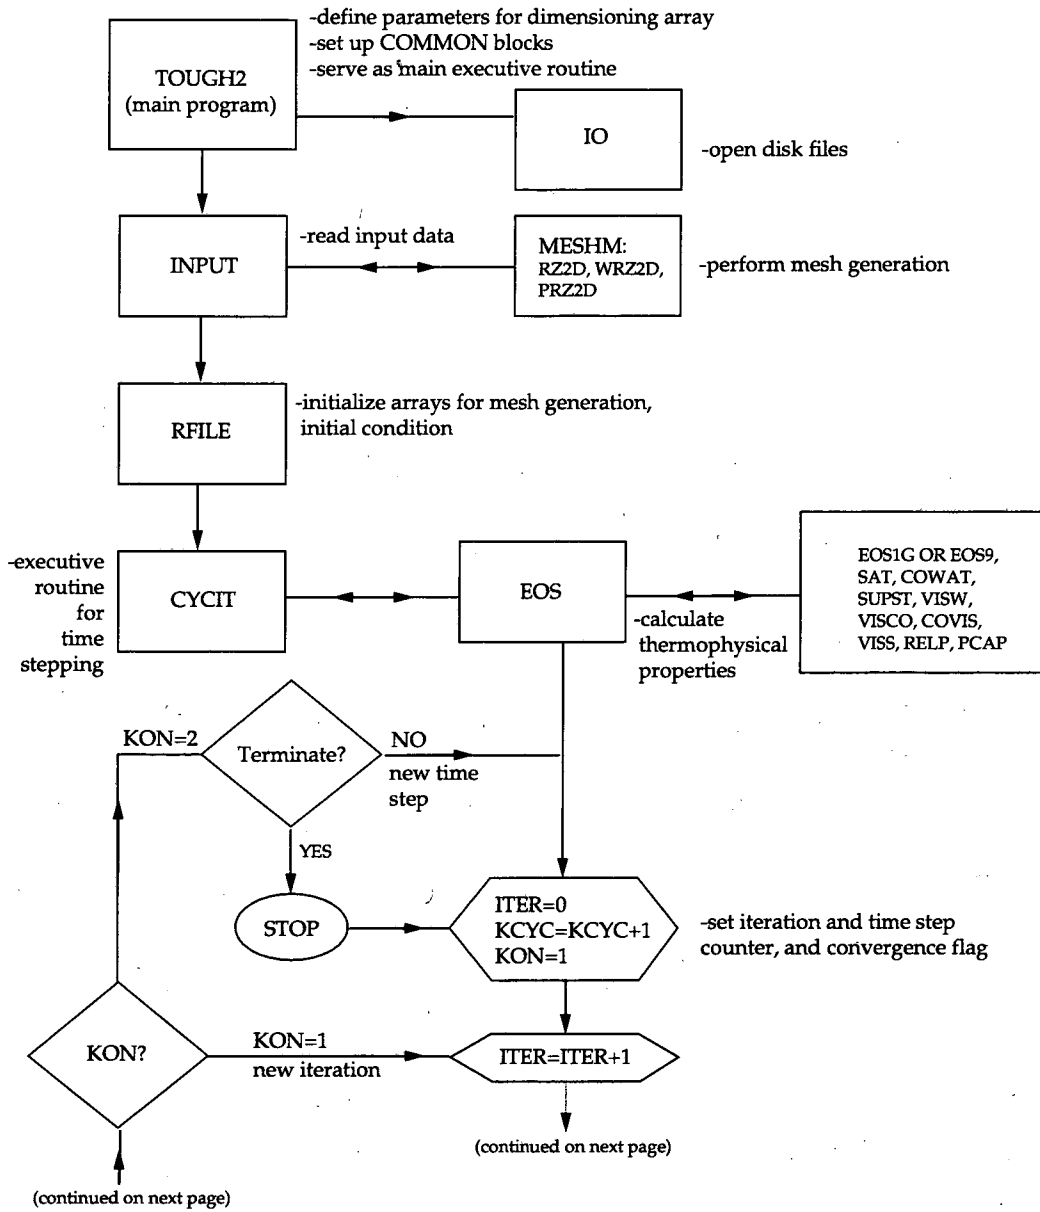 -define parameters for dimensioning array
-set up COMMON blocks
-serve as main executive routine
TOUGH2
(main program)
IO
-open disk files
INPUT
-read input data
MESHM:
RZ2D, WRZ2D,
PRZ2D
-perform mesh generation
RFILE
-initialize arrays for mesh generation,
initial condition
-executive
routine
for
time
stepping
CYCIT
EOS
-calculate
thermophysical
properties
EOS1G OR EOS9,
SAT, COWAT,
SUPST, VISW,
VISCO, COVIS,
VISS, RELP, PCAP
KON=2
Terminate?
NO
new time
step
YES
STOP
ITER=0
KCYC=KCYC+1
KON=1
-set iteration and time step
counter, and convergence flag
KON?
KON=1
new iteration
ITER=ITER+1
(continued on next page)
(continued on next page)